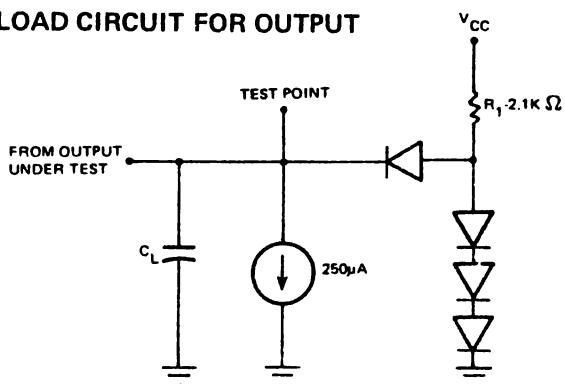 LOAD CIRCUIT FOR OUTPUT
VCC
TEST POINT
R1-2.1K Ω
FROM OUTPUT
UNDER TEST
CL
250µA